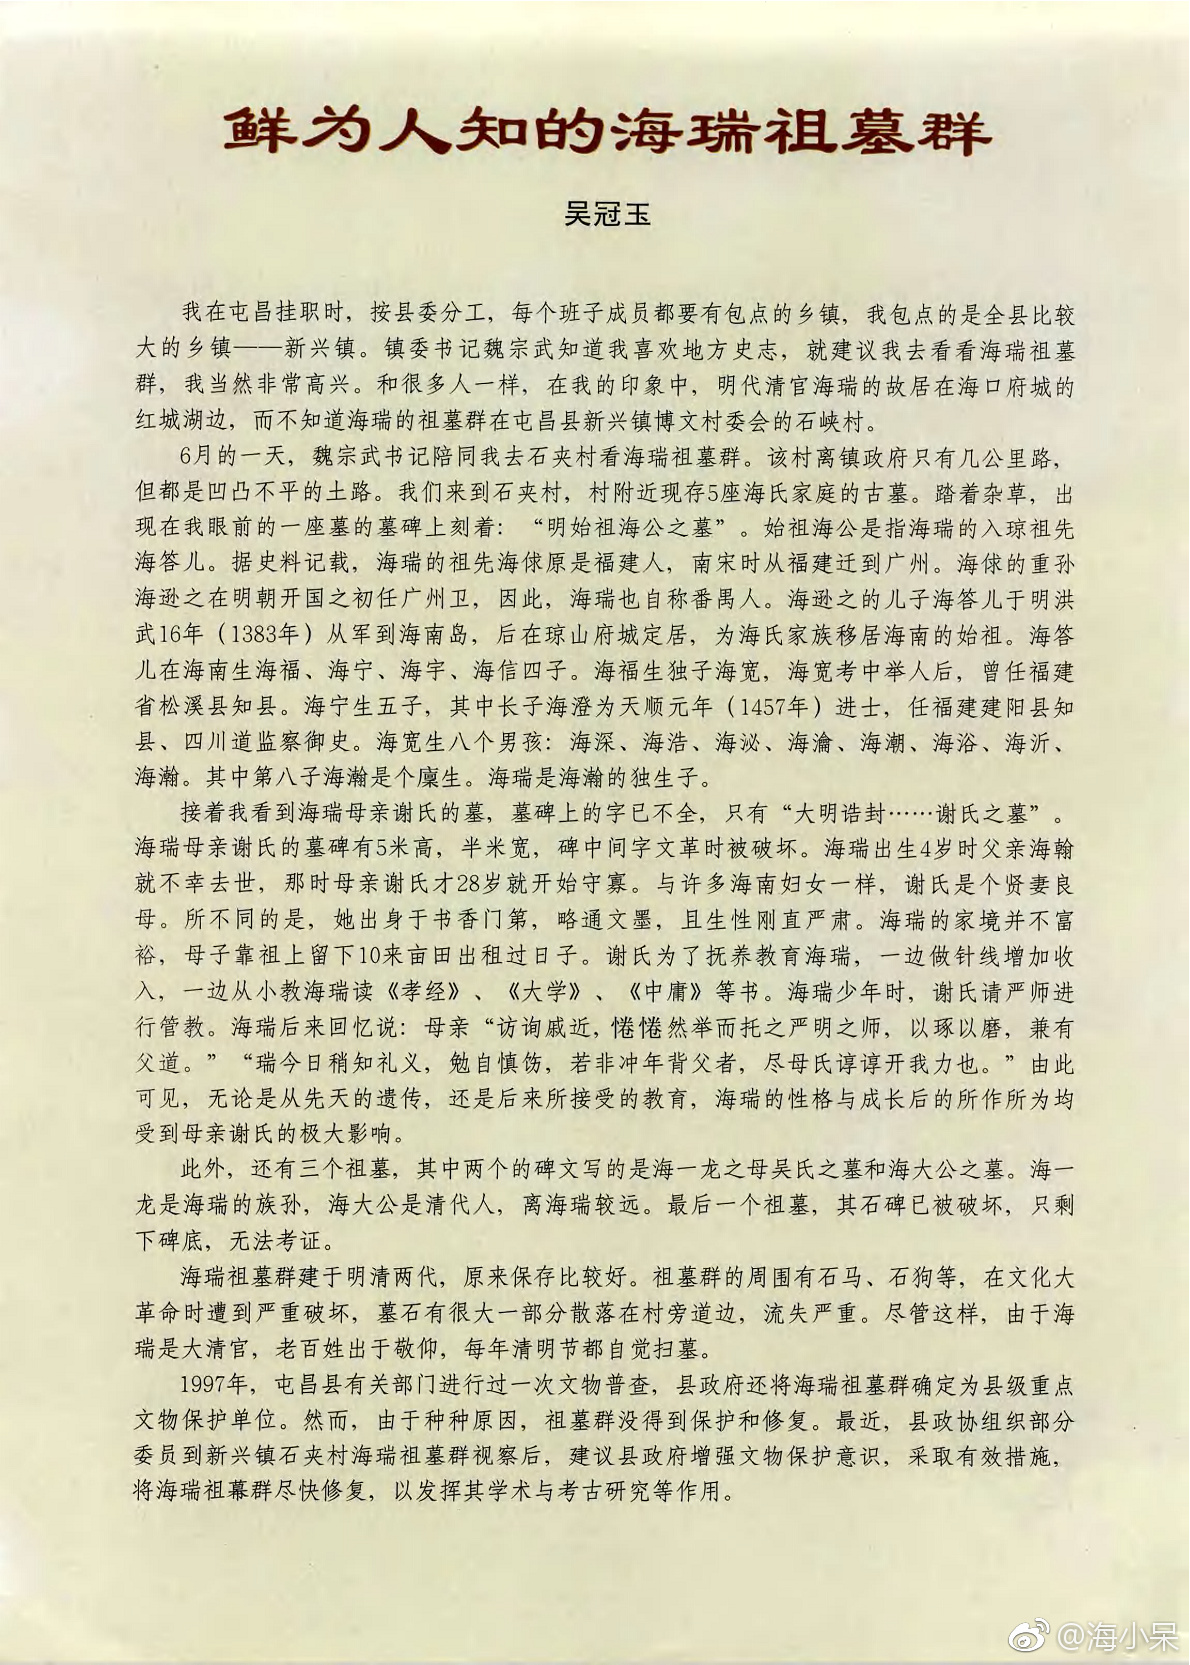 鲜为人知的海瑞祖墓群
吴冠玉
我在屯昌挂职时，按县委分工，每个班子成员都要有包点的乡镇，我包点的是全县比较
大的乡镇——新兴镇。镇委书记魏宗武知道我喜欢地方史志，就建议我去看看海瑞祖墓
群，我当然非常高兴。和很多人一样，在我的印象中，明代清官海瑞的故居在海口府城的
红城湖边，而不知道海瑞的祖墓群在屯昌县新兴镇博文村委会的石峡村。
6月的一天，魏宗武书记陪同我去石夹村看海瑞祖墓群。该村离镇政府只有几公里路，
但都是凹凸不平的土路。我们来到石夹村，村附近现存5座海氏家庭的古墓。踏着杂草，出
现在我眼前的一座墓的墓碑上刻着：“明始祖海公之墓”。始祖海公是指海瑞的入琼祖先
海答儿。据史料记载，海瑞的祖先海俅原是福建人，南宋时从福建迁到广州。海俅的重孙
海逊之在明朝开国之初任广州卫，因此，海瑞也自称番禺人。海逊之的儿子海答儿于明洪
武16年（1383年）从军到海南岛，后在琼山府城定居，为海氏家族移居海南的始祖。海答
儿在海南生海福、海宁、海宇、海信四子。海福生独子海宽，海宽考中举人后，曾任福建
省松溪县知县。海宁生五子，其中长子海澄为天顺元年（1457年）进士，任福建建阳县知
县、四川道监察御史。海宽生八个男孩：海深、海浩、海泌、海瀹、海潮、海浴、海沂、
海瀚。其中第八子海瀚是个廪生。海瑞是海瀚的独生子。
接着我看到海瑞母亲谢氏的墓，墓碑上的字已不全，只有“大明诰封……谢氏之墓”。
海瑞母亲谢氏的墓碑有5米高，半米宽，碑中间字文革时被破坏。海瑞出生4岁时父亲海翰
就不幸去世，那时母亲谢氏才28岁就开始守寡。与许多海南妇女一样，谢氏是个贤妻良
母。所不同的是，她出身于书香门第，略通文墨，且生性刚直严肃。海瑞的家境并不富
裕，母子靠祖上留下10来亩田出租过日子。谢氏为了抚养教育海瑞，一边做针线增加收
入，一边从小教海瑞读《孝经》、《大学》、《中庸》等书。海瑞少年时，谢氏请严师进
行管教。海瑞后来回忆说：母亲“访询戚近，惓惓然举而托之严明之师，以琢以磨，兼有
父道。”“瑞今日稍知礼义，勉自慎饬，若非冲年背父者，尽母氏谆谆开我力也。”由此
可见，无论是从先天的遗传，还是后来所接受的教育，海瑞的性格与成长后的所作所为均
受到母亲谢氏的极大影响。
此外，还有三个祖墓，其中两个的碑文写的是海一龙之母吴氏之墓和海大公之墓。海一
龙是海瑞的族孙，海大公是清代人，离海瑞较远。最后一个祖墓，其石碑已被破坏，只剩
下碑底，无法考证。
海瑞祖墓群建于明清两代，原来保存比较好。祖墓群的周围有石马、石狗等，在文化大
革命时遭到严重破坏，墓石有很大一部分散落在村旁道边，流失严重。尽管这样，由于海
瑞是大清官，老百姓出于敬仰，每年清明节都自觉扫墓。
1997年，屯昌县有关部门进行过一次文物普查，县政府还将海瑞祖墓群确定为县级重点
文物保护单位。然而，由于种种原因，祖墓群没得到保护和修复。最近，县政协组织部分
委员到新兴镇石夹村海瑞祖墓群视察后，建议县政府增强文物保护意识，采取有效措施，
将海瑞祖幕群尽快修复，以发挥其学术与考古研究等作用。
@海小呆